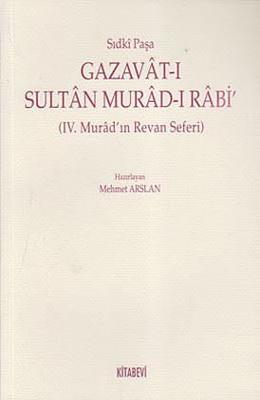 Sıdkî Paşa
GAZAVÂT-I
SULTÂN MURÂD-I RÂBİ'
(IV. Murâd'ın Revan Seferi)
Hazırlayan
Mehmet ARSLAN
KİTABEVİ